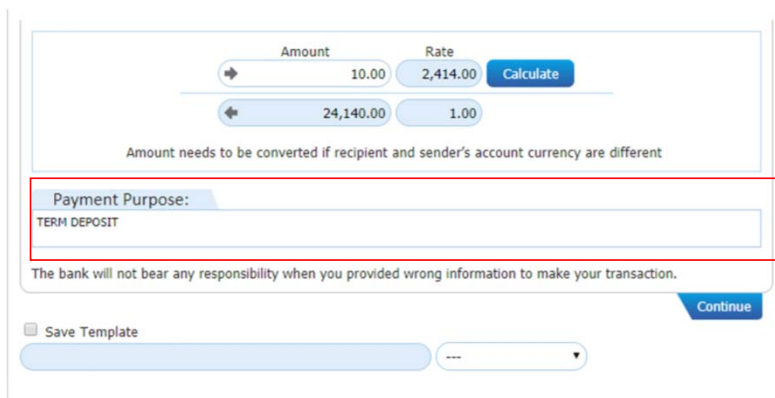 Amount Rate
10.00 2,414.00 Calculate
24,140.00 1.00
Amount needs to be converted if recipient and sender's account currency are different
Payment Purpose:
TERM DEPOSIT
The bank will not bear any responsibility when you provided wrong information to make your transaction.
Continue
Save Template
---